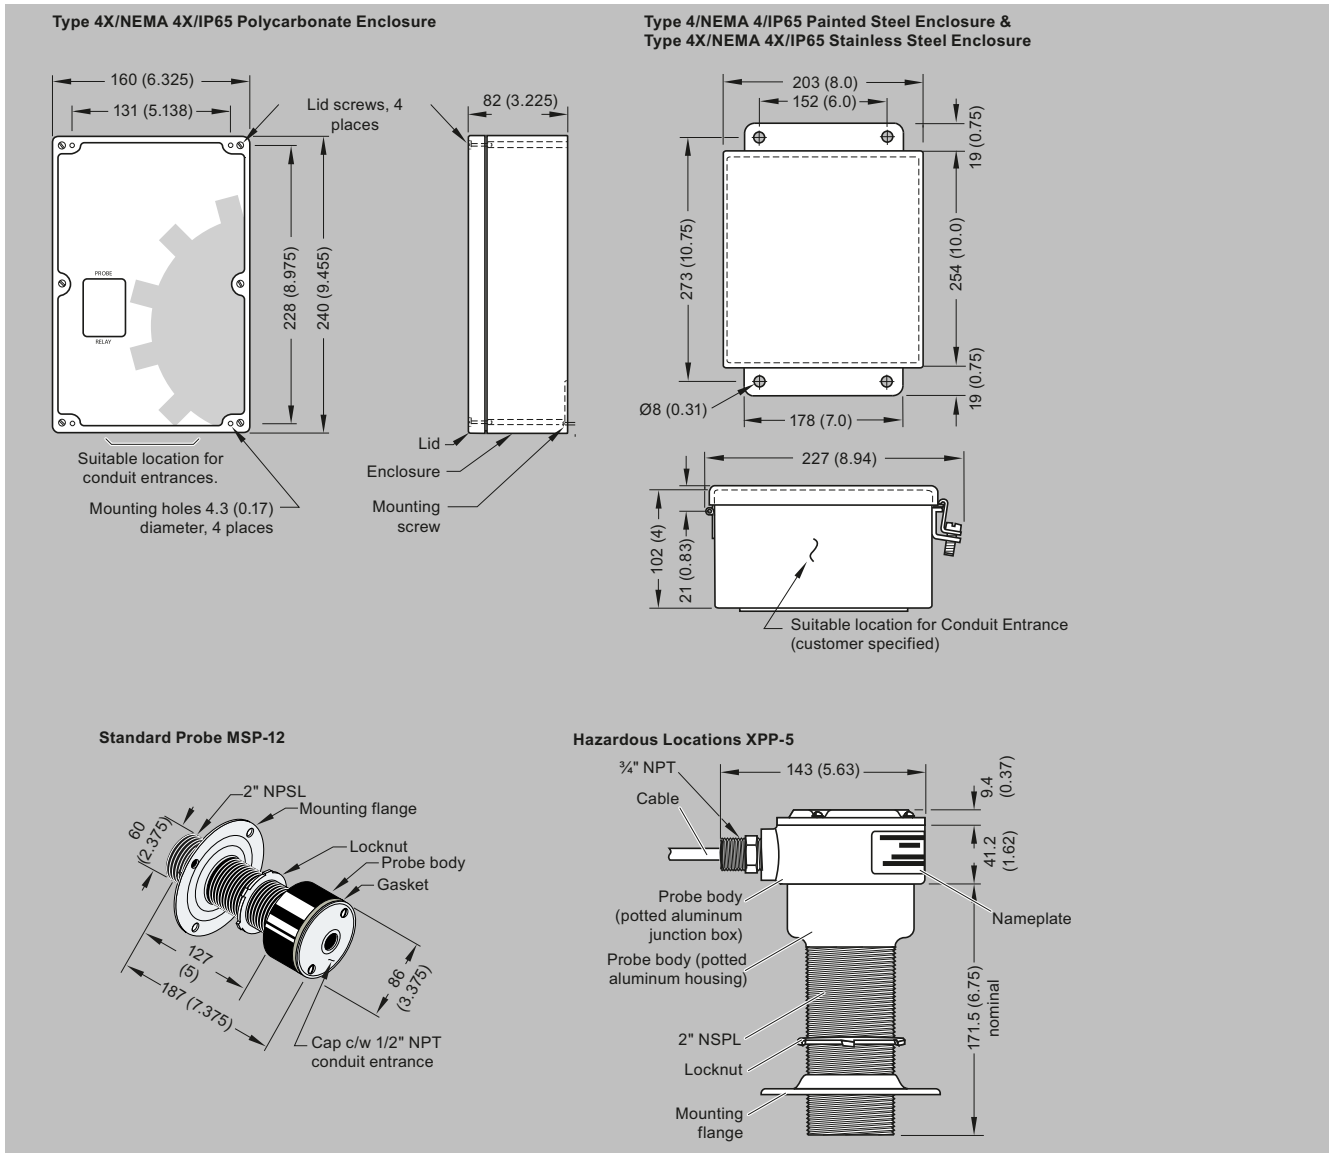 Type 4X/NEMA 4X/IP65 Polycarbonate Enclosure
160 (6.325)
131 (5.138)
Lid screws, 4
places
82 (3.225)
228 (8.975)
240 (9.455)
PROBE
RELAY
Suitable location for
conduit entrances.
Mounting holes 4.3 (0.17)
diameter, 4 places
Lid
Enclosure
Mounting
screw
Type 4/NEMA 4/IP65 Painted Steel Enclosure &
Type 4X/NEMA 4X/IP65 Stainless Steel Enclosure
203 (8.0)
152 (6.0)
19 (0.75)
273 (10.75)
254 (10.0)
19 (0.75)
Ø8 (0.31)
178 (7.0)
227 (8.94)
102 (4)
21 (0.83)
Suitable location for Conduit Entrance
(customer specified)
Standard Probe MSP-12
2" NPSL
Mounting flange
60
(2.375)
Locknut
Probe body
Gasket
127
(5)
187 (7.375)
86
(3.375)
Cap c/w 1/2" NPT
conduit entrance
Hazardous Locations XPP-5
¾" NPT
143 (5.63)
9.4
(0.37)
Cable
41.2
(1.62)
Probe body
(potted aluminum
junction box)
Nameplate
Probe body (potted
aluminum housing)
171.5 (6.75)
nominal
2" NSPL
Locknut
Mounting
flange